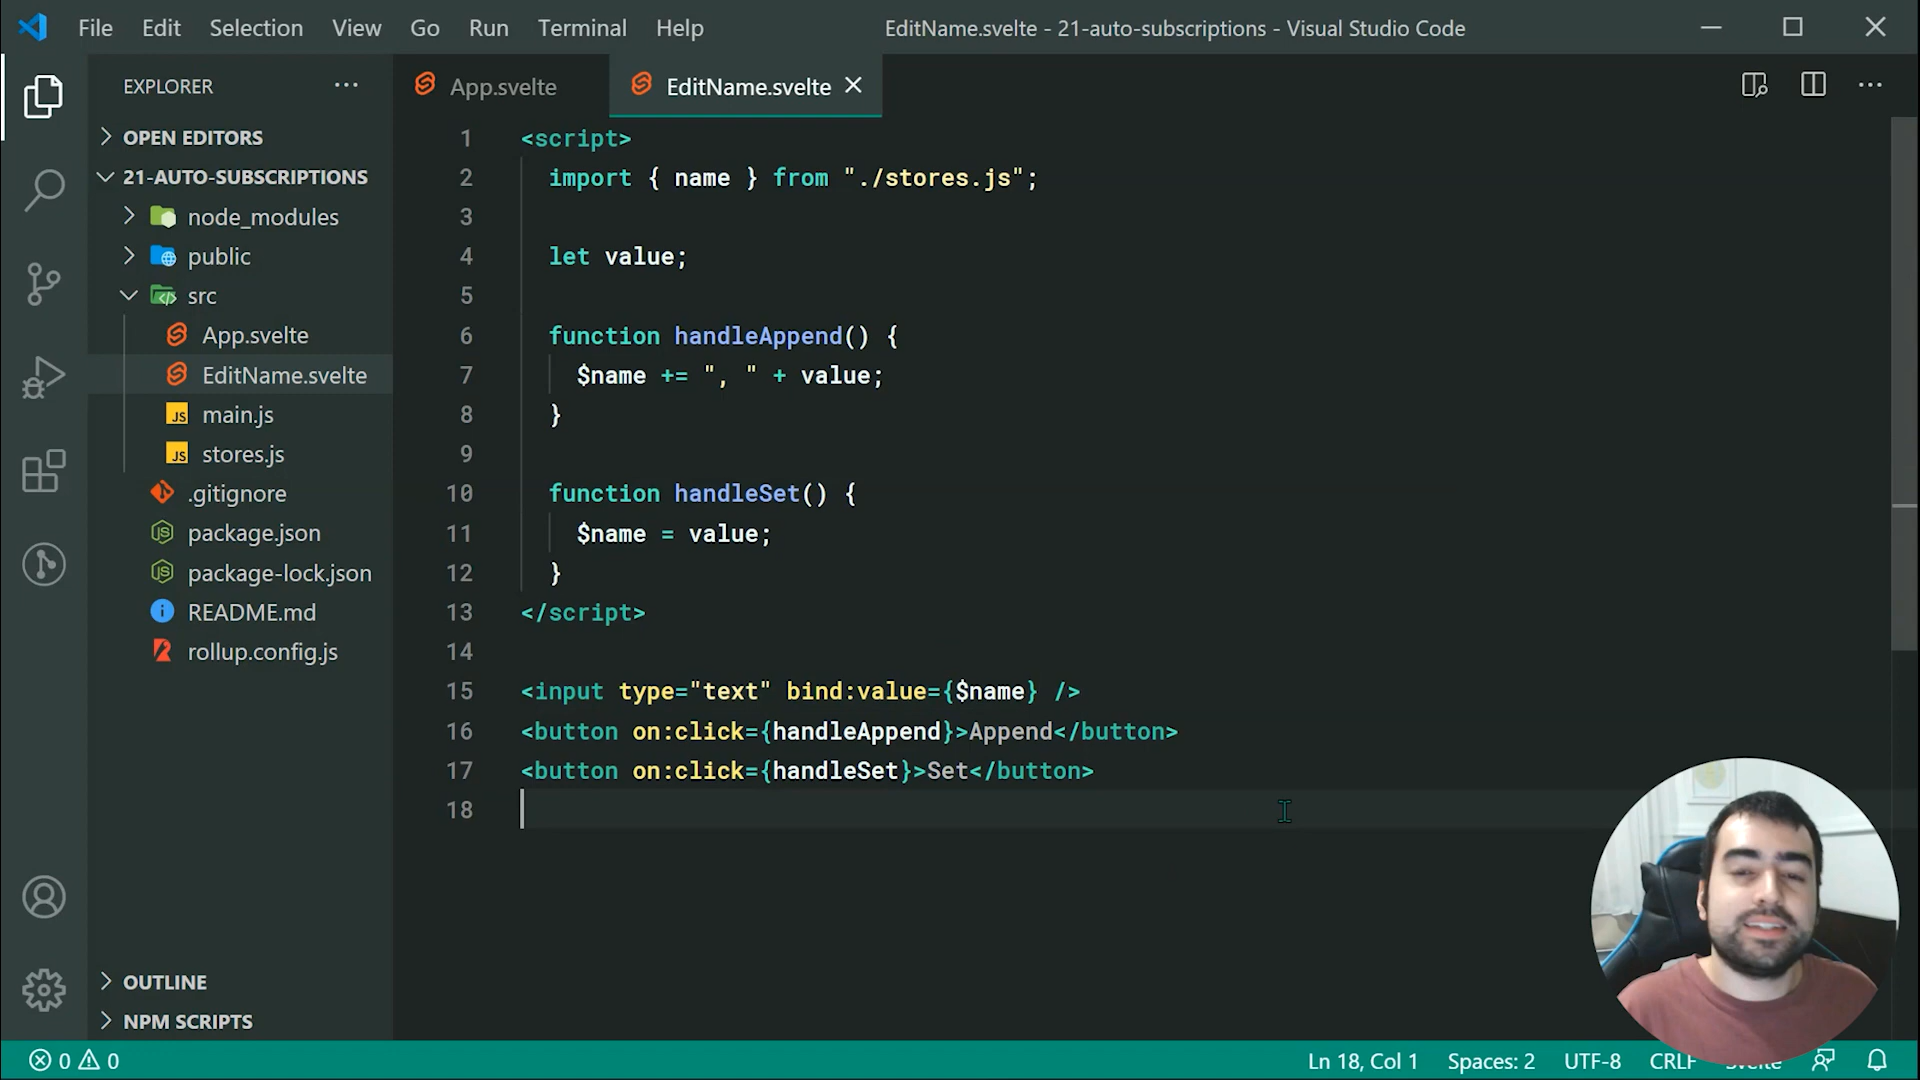 File Edit Selection View Go Run Terminal Help
EditName.svelte - 21-auto-subscriptions - Visual Studio Code
EXPLORER
OPEN EDITORS
21-AUTO-SUBSCRIPTIONS
node_modules
public
src
App.svelte
EditName.svelte
main.js
stores.js
.gitignore
package.json
package-lock.json
README.md
rollup.config.js
OUTLINE
NPM SCRIPTS
App.svelte
EditName.svelte
1 <script>
2 import { name } from "./stores.js";
3
4 let value;
5
6 function handleAppend() {
7 $name += ", " + value;
8 }
9
10 function handleSet() {
11 $name = value;
12 }
13 </script>
14
15 <input type="text" bind:value={$name} />
16 <button on:click={handleAppend}>Append</button>
17 <button on:click={handleSet}>Set</button>
18
0 0
Ln 18, Col 1 Spaces: 2 UTF-8 CRLF Svelte